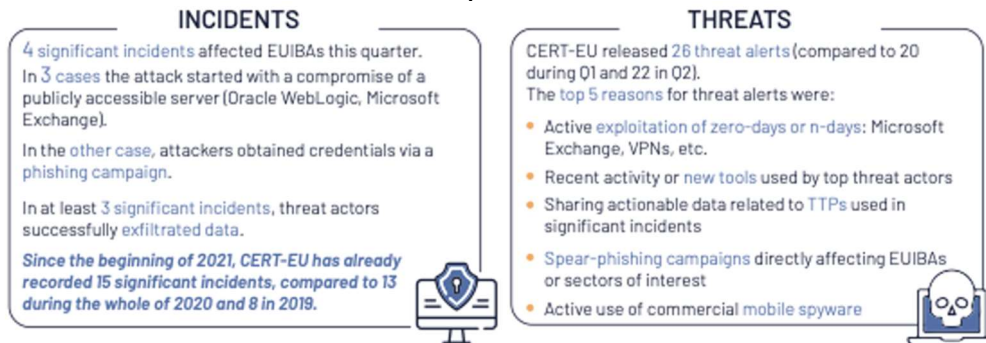 INCIDENTS
4 significant incidents affected EUIBAs this quarter.
In 3 cases the attack started with a compromise of a
publicly accessible server (Oracle WebLogic, Microsoft
Exchange).
In the other case, attackers obtained credentials via a
phishing campaign.
In at least 3 significant incidents, threat actors
successfully exfiltrated data.
Since the beginning of 2021, CERT-EU has already
recorded 15 significant incidents, compared to 13
during the whole of 2020 and 8 in 2019.
THREATS
CERT-EU released 26 threat alerts (compared to 20
during Q1 and 22 in Q2).
The top 5 reasons for threat alerts were:
• Active exploitation of zero-days or n-days: Microsoft
Exchange, VPNs, etc.
• Recent activity or new tools used by top threat actors
• Sharing actionable data related to TTPs used in
significant incidents
• Spear-phishing campaigns directly affecting EUIBAs
or sectors of interest
• Active use of commercial mobile spyware